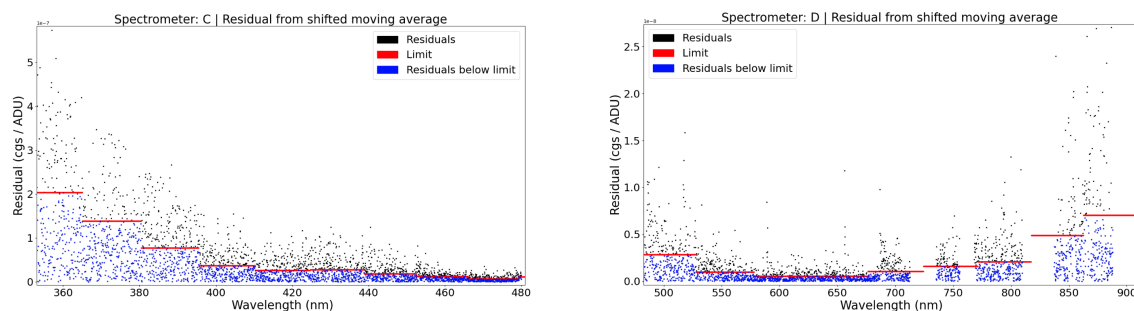 Spectrometer: C | Residual from shifted moving average
1e-7
Residuals
Limit
Residuals below limit
5
4
3
2
1
0
Residual (cgs / ADU)
360 380 400 420 440 460 480
Wavelength (nm)
Spectrometer: D | Residual from shifted moving average
1e-8
Residuals
Limit
Residuals below limit
2.5
2.0
1.5
1.0
0.5
0.0
Residual (cgs / ADU)
500 550 600 650 700 750 800 850 900
Wavelength (nm)